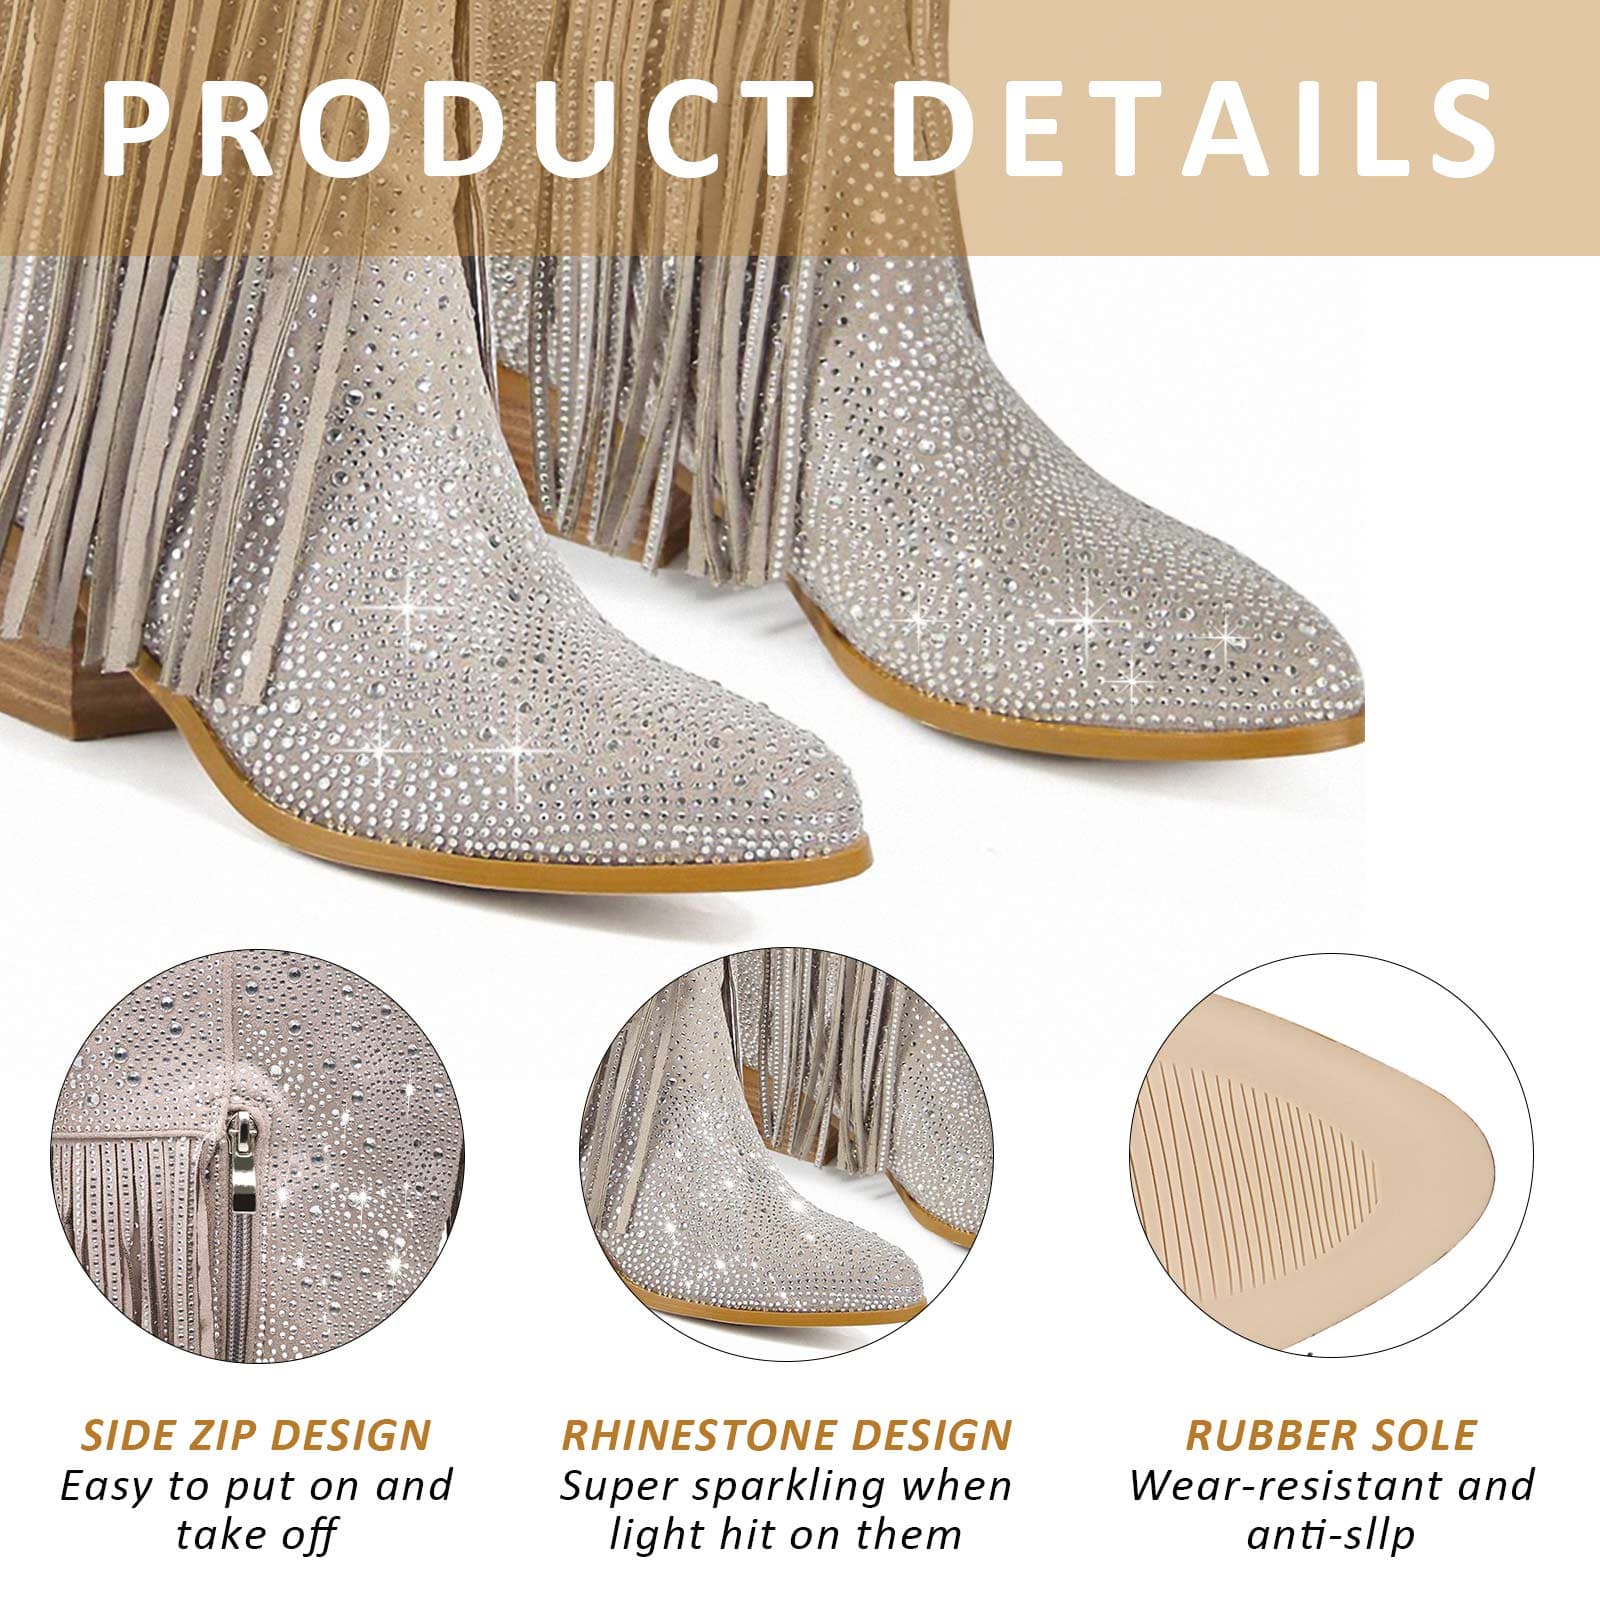 PRODUCT DETAILS
SIDE ZIP DESIGN
Easy to put on and
take off
RHINESTONE DESIGN
Super sparkling when
light hit on them
RUBBER SOLE
Wear-resistant and
anti-sllp